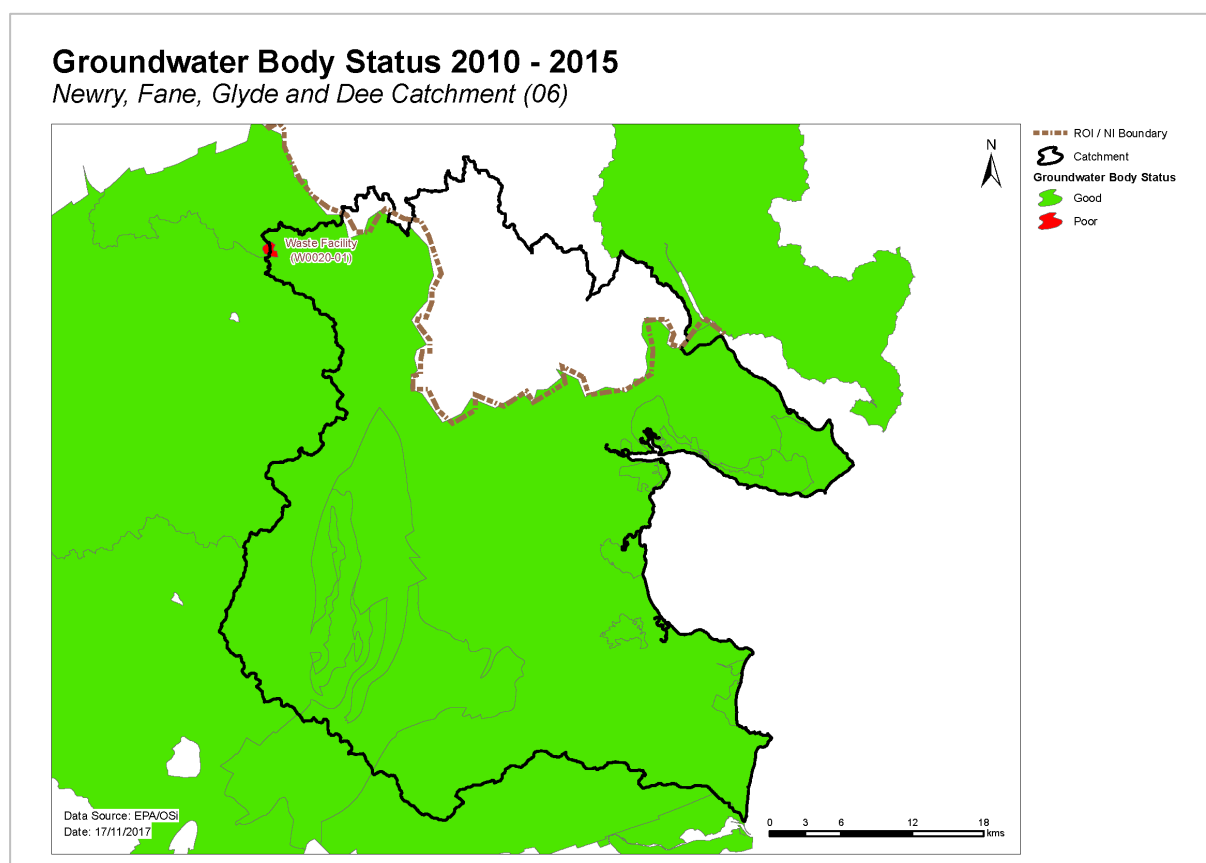 Groundwater Body Status 2010 - 2015
Newry, Fane, Glyde and Dee Catchment (06)
N
ROI / NI Boundary
Catchment
Groundwater Body Status
Good
Poor
Waste Facility
(W0020-01)
Data Source: EPA/OSi
Date: 17/11/2017
0 3 6 12 18
kms